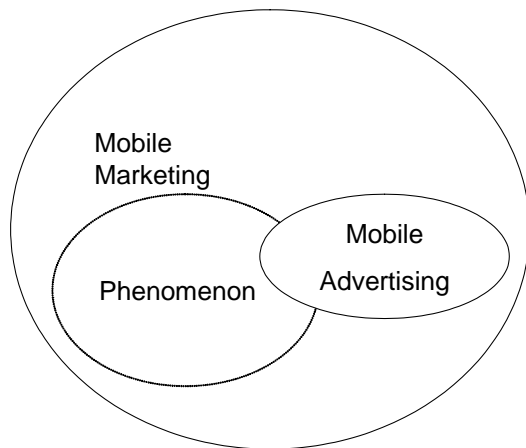 Mobile
Marketing
Mobile
Advertising
Phenomenon